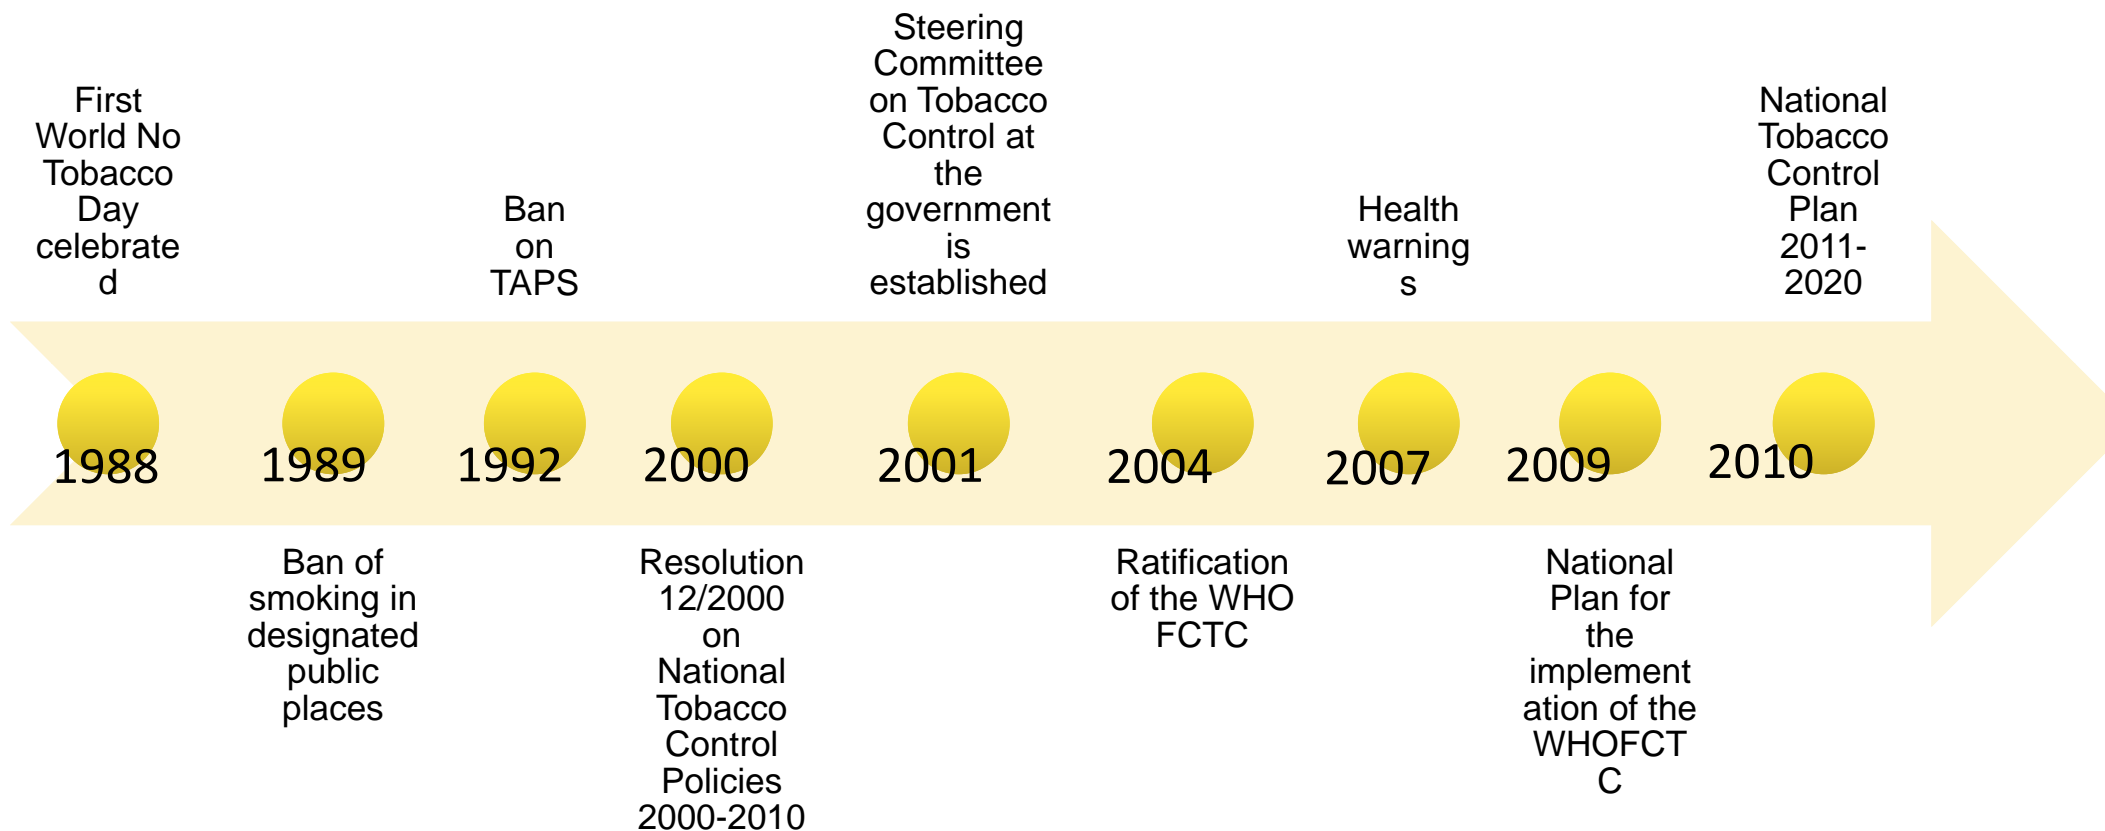 First
World No
Tobacco
Day
celebrate
d
Ban
on
TAPS
Steering
Committee
on Tobacco
Control at
the
government
is
established
Health
warning
s
National
Tobacco
Control
Plan
2011-
2020
1988
1989
1992
2000
2001
2004
2007
2009
2010
Ban of
smoking in
designated
public
places
Resolution
12/2000
on
National
Tobacco
Control
Policies
2000-2010
Ratification
of the WHO
FCTC
National
Plan for
the
implement
ation of the
WHOFCT
C